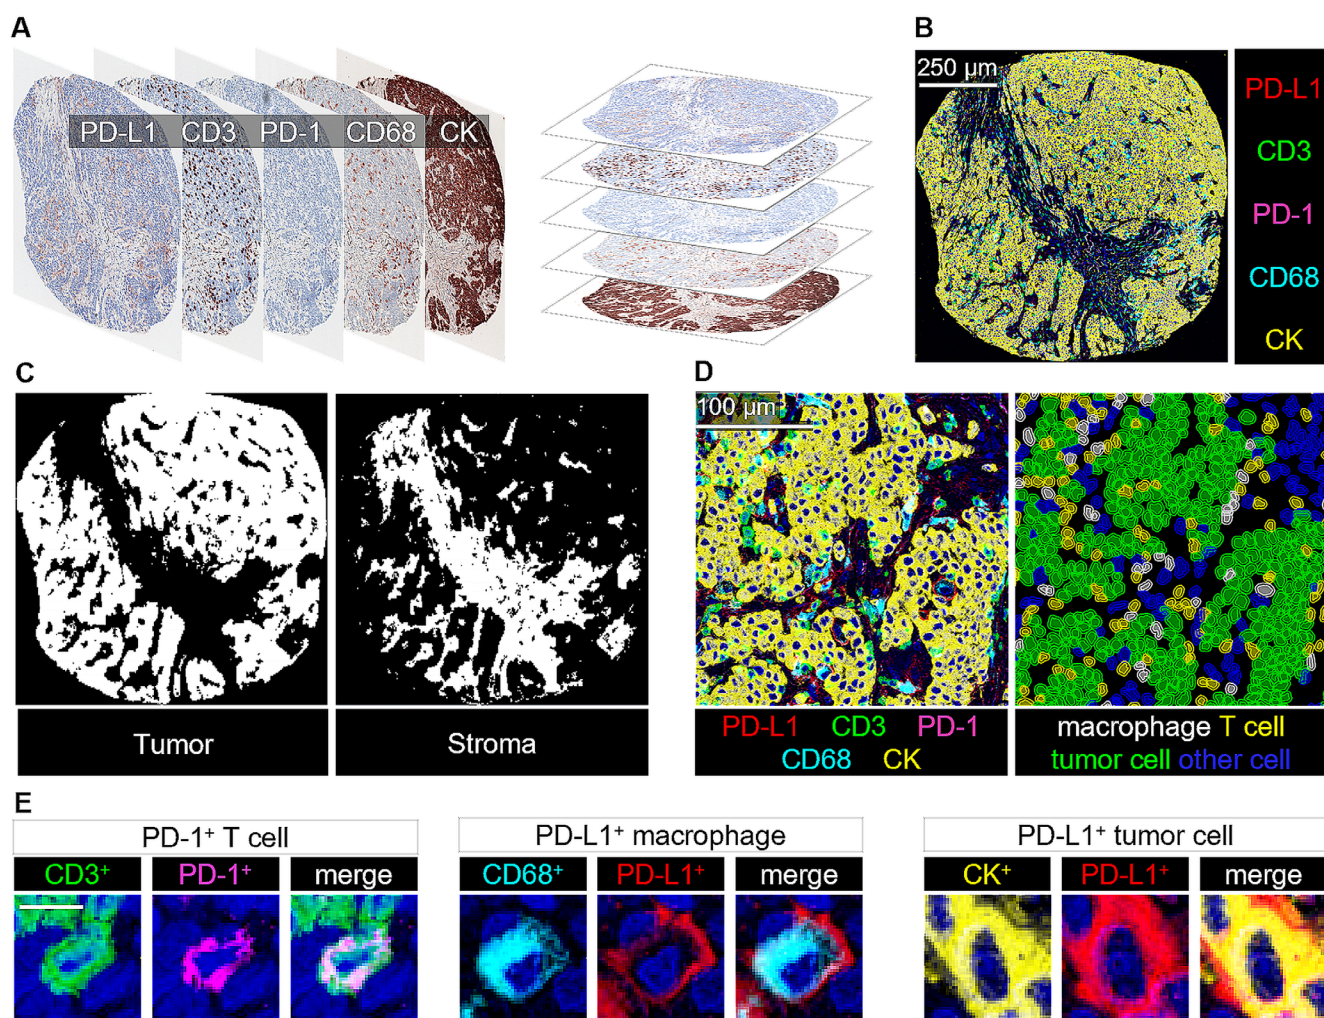 A
PD-L1 CD3 PD-1 CD68 CK
B
250 µm
PD-L1
CD3
PD-1
CD68
CK
C
Tumor
Stroma
D
100 µm
PD-L1 CD3 PD-1
CD68 CK
macrophage T cell
tumor cell other cell
E
PD-1⁺ T cell
CD3⁺ PD-1⁺ merge
PD-L1⁺ macrophage
CD68⁺ PD-L1⁺ merge
PD-L1⁺ tumor cell
CK⁺ PD-L1⁺ merge